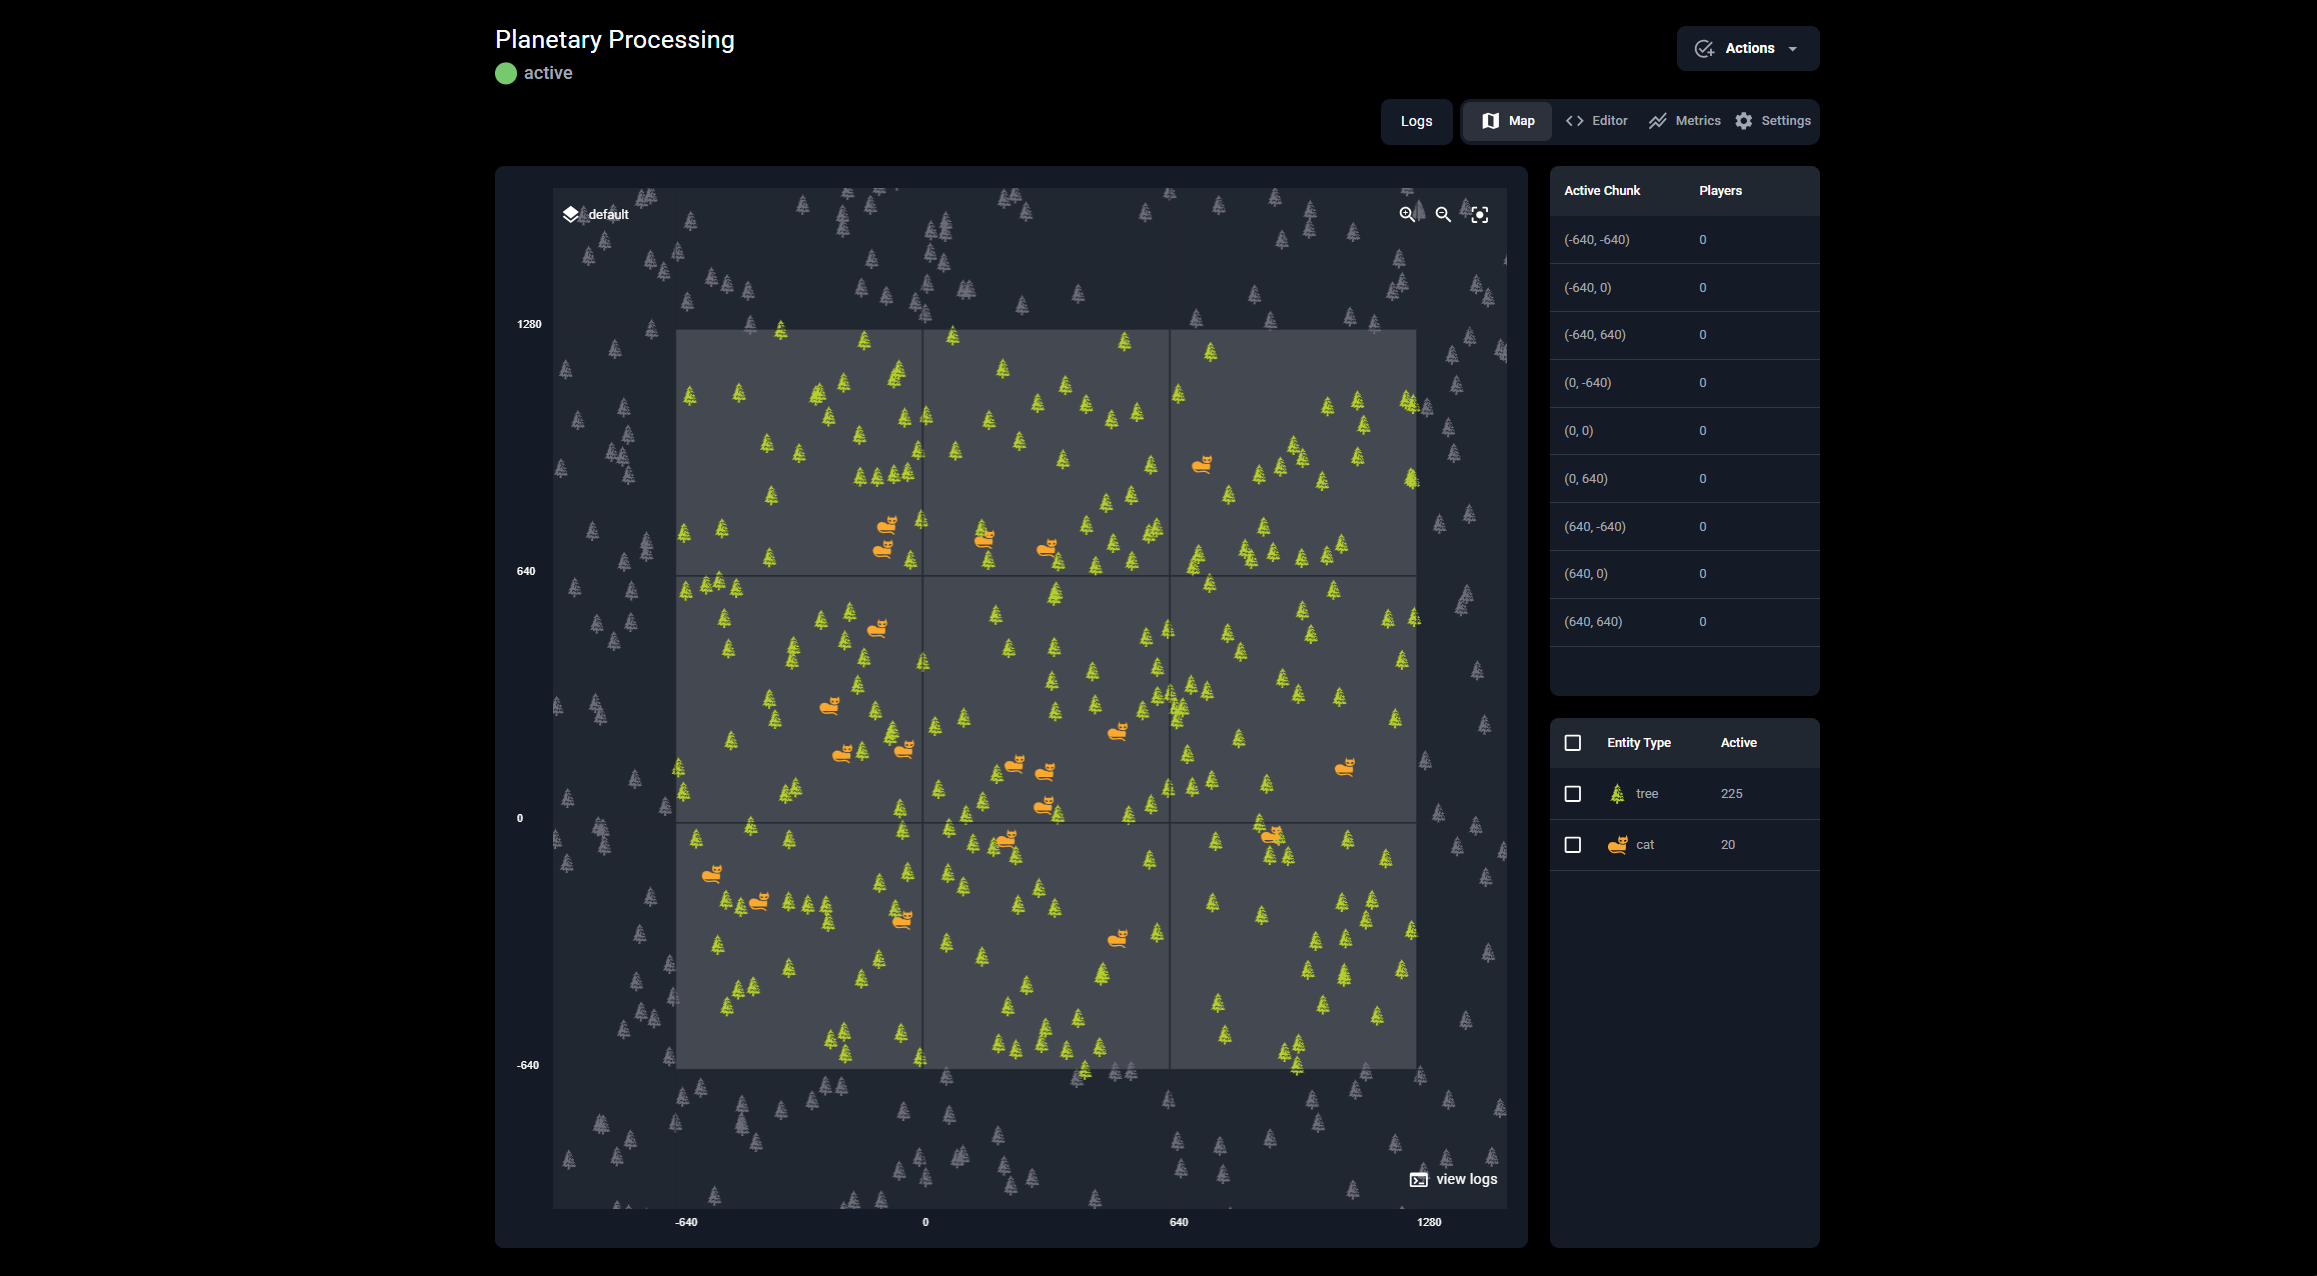 Planetary Processing
active
Actions
Logs
Map
Editor
Metrics
Settings
default
1280
640
0
-640
-640
0
640
1280
view logs
Active Chunk Players
(-640, -640) 0
(-640, 0) 0
(-640, 640) 0
(0, -640) 0
(0, 0) 0
(0, 640) 0
(640, -640) 0
(640, 0) 0
(640, 640) 0
Entity Type Active
tree 225
cat 20